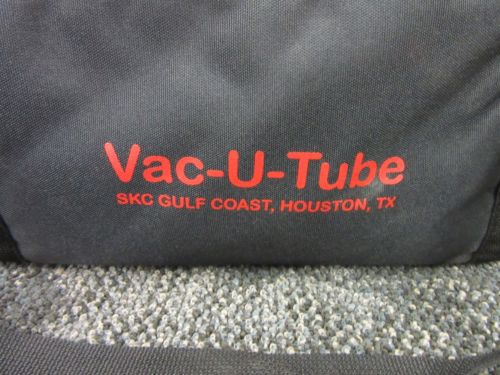 Vac-U-Tube
SKC GULF COAST, HOUSTON, TX